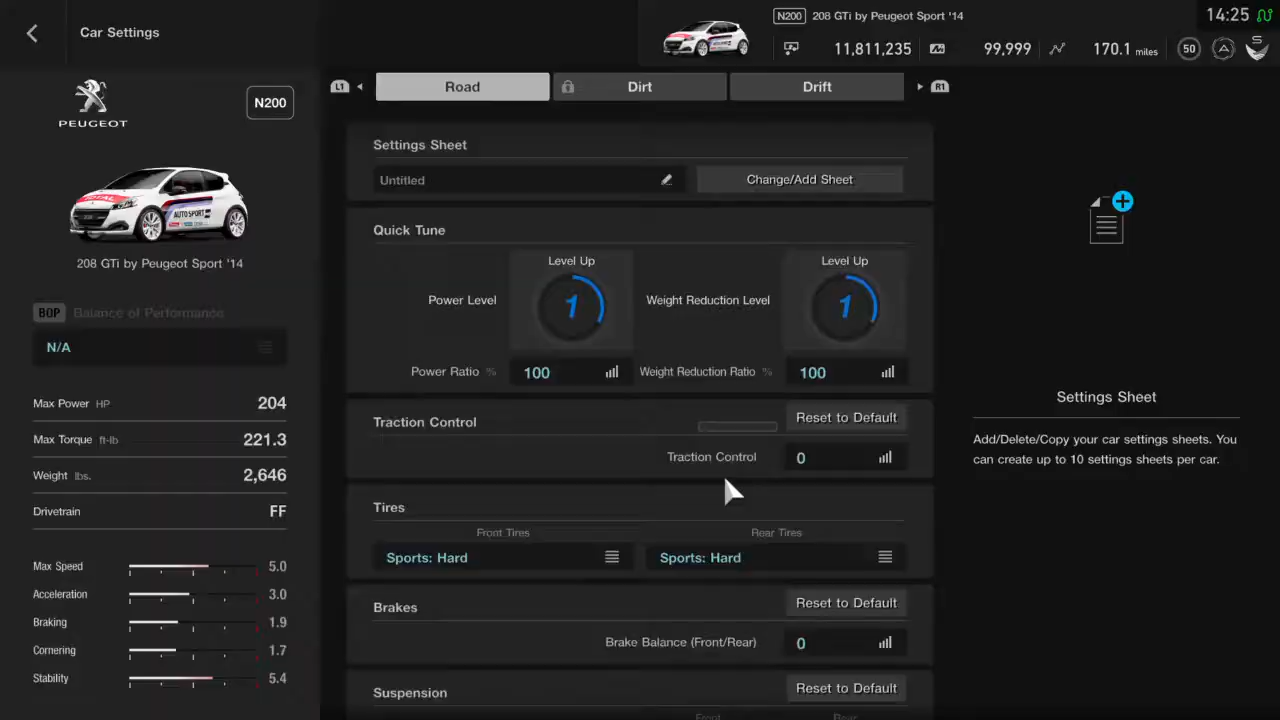 Car Settings
N200 208 GTi by Peugeot Sport '14
14:25
11,811,235 99,999 170.1 miles 50 A S
PEUGEOT
N200
L1 Road Dirt Drift R1
Settings Sheet
Untitled Change/Add Sheet
Quick Tune
Level Up Level Up
Power Level 1 Weight Reduction Level 1
Power Ratio % 100 Weight Reduction Ratio % 100
TOTAL
AUTOSPORT
208 GTi by Peugeot Sport '14
BOP Balance of Performance
N/A
Max Power HP 204
Max Torque ft-lb 221.3
Weight lbs. 2,646
Drivetrain FF
Max Speed 5.0
Acceleration 3.0
Braking 1.9
Cornering 1.7
Stability 5.4
Traction Control Reset to Default
Traction Control 0
Tires
Front Tires Rear Tires
Sports: Hard Sports: Hard
Brakes Reset to Default
Brake Balance (Front/Rear) 0
Suspension Reset to Default
Front Rear
Settings Sheet
Add/Delete/Copy your car settings sheets. You
can create up to 10 settings sheets per car.